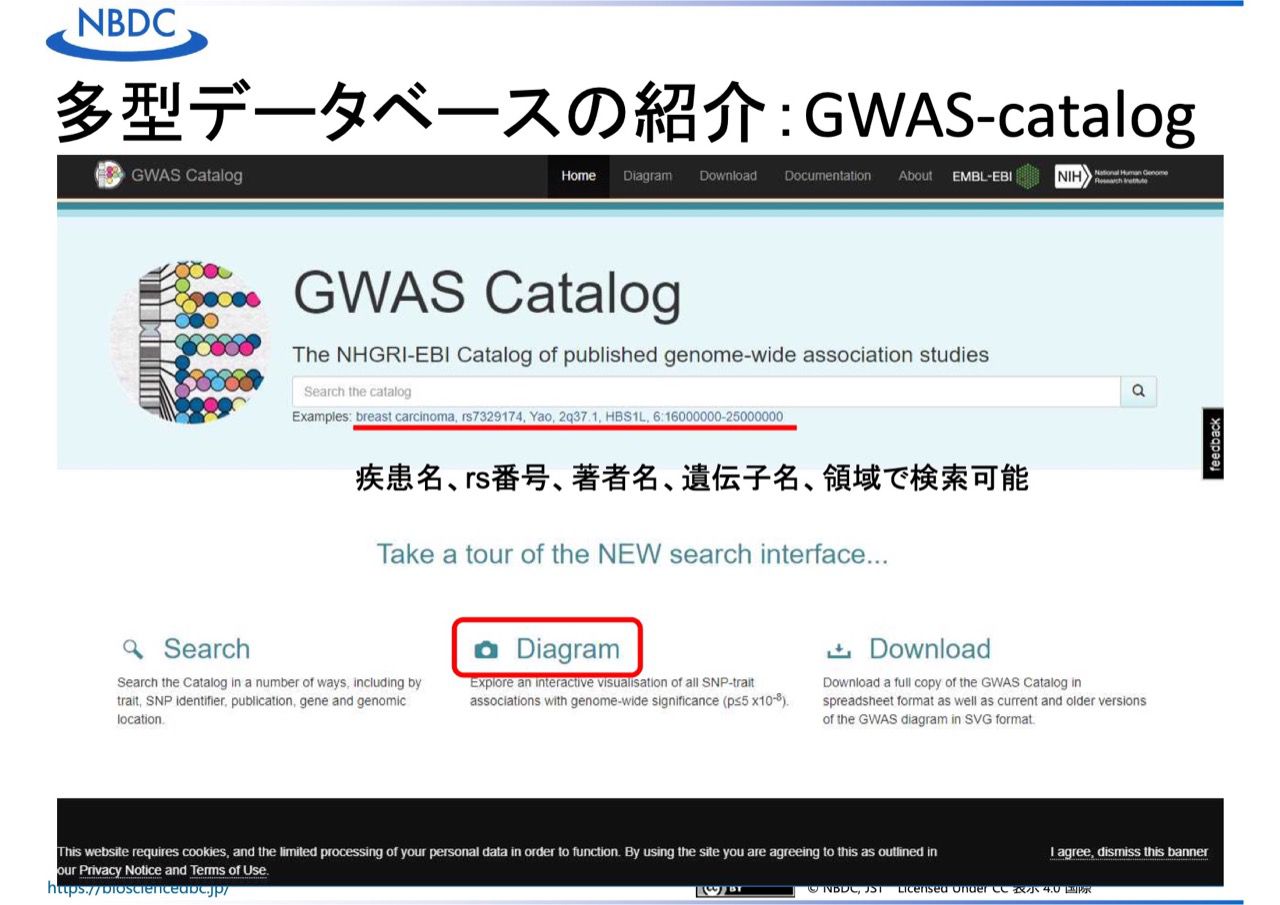 NBDC
多型データベースの紹介：GWAS-catalog
GWAS Catalog
Home Diagram Download Documentation About EMBL-EBI NIH National Human Genome Research Institute
GWAS Catalog
The NHGRI-EBI Catalog of published genome-wide association studies
Search the catalog
Examples: breast carcinoma, rs7329174, Yao, 2q37.1, HBS1L, 6:16000000-25000000
feedback
疾患名、rs番号、著者名、遺伝子名、領域で検索可能
Take a tour of the NEW search interface...
Search
Search the Catalog in a number of ways, including by
trait, SNP identifier, publication, gene and genomic
location.
Diagram
Explore an interactive visualisation of all SNP-trait
associations with genome-wide significance (p≤5 x10⁻⁸).
Download
Download a full copy of the GWAS Catalog in
spreadsheet format as well as current and older versions
of the GWAS diagram in SVG format.
This website requires cookies, and the limited processing of your personal data in order to function. By using the site you are agreeing to this as outlined in
our Privacy Notice and Terms of Use.
I agree, dismiss this banner
https://biosciencedbc.jp/
CC BY
© NBDC, JST Licensed Under CC 表示 4.0 国際